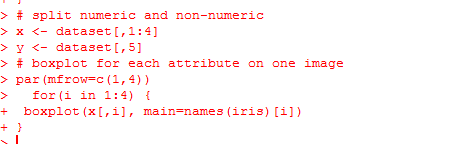 + }
> # split numeric and non-numeric
> x <- dataset[,1:4]
> y <- dataset[,5]
> # boxplot for each attribute on one image
> par(mfrow=c(1,4))
>   for(i in 1:4) {
+  boxplot(x[,i], main=names(iris)[i])
+ }
>